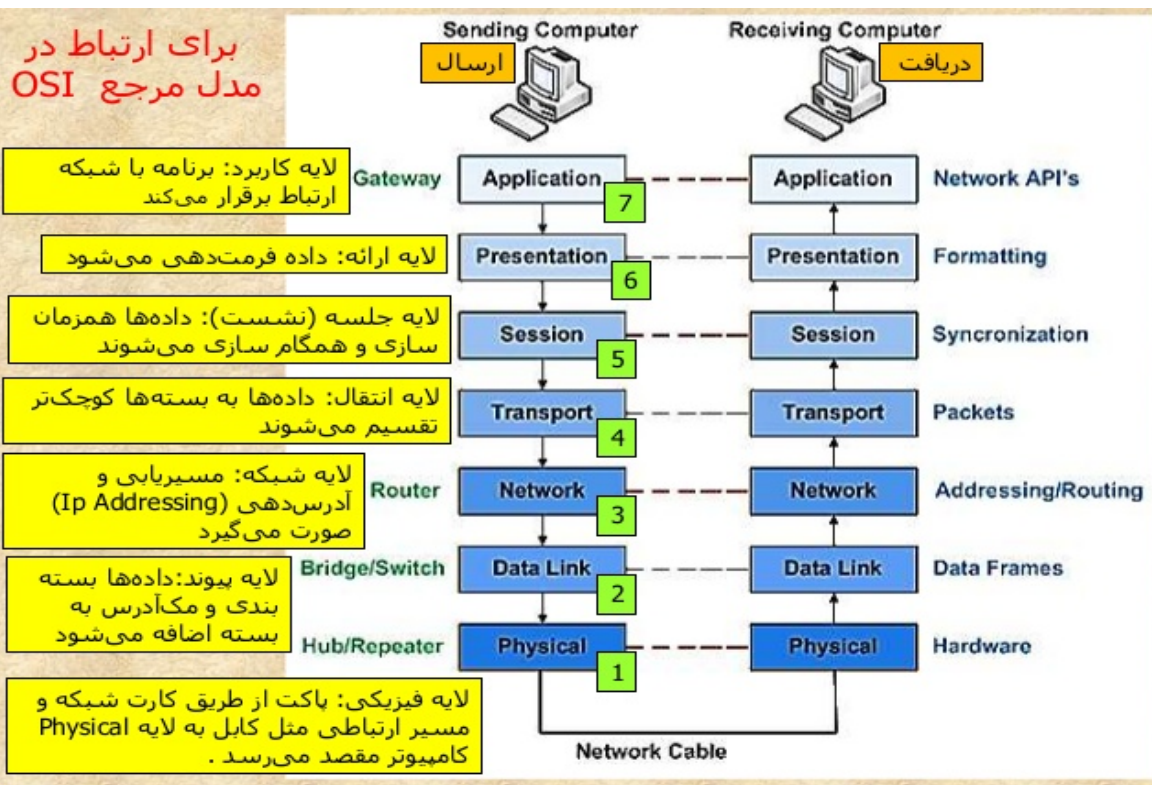 برای ارتباط در
مدل مرجع OSI
Sending Computer
Receiving Computer
ارسال
دریافت
لایه کاربرد: برنامه با شبکه
ارتباط برقرار می‌کند
Gateway
Application
7
Application
Network API's
لایه ارائه: داده فرمت‌دهی می‌شود
Presentation
6
Presentation
Formatting
لایه جلسه (نشست): داده‌ها همزمان
سازی و همگام سازی می‌شوند
Session
5
Session
Syncronization
لایه انتقال: داده‌ها به بسته‌ها کوچک‌تر
تقسیم می‌شوند
Transport
4
Transport
Packets
لایه شبکه: مسیریابی و
آدرس‌دهی (Ip Addressing)
صورت می‌گیرد
Router
Network
3
Network
Addressing/Routing
لایه پیوند:داده‌ها بسته
بندی و مک‌آدرس به
بسته اضافه می‌شود
Bridge/Switch
Data Link
2
Data Link
Data Frames
Hub/Repeater
Physical
1
Physical
Hardware
لایه فیزیکی: پاکت از طریق کارت شبکه و
مسیر ارتباطی مثل کابل به لایه Physical
کامپیوتر مقصد می‌رسد .
Network Cable